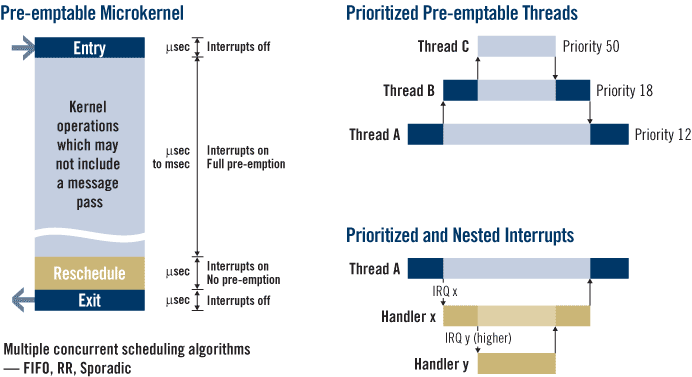 Pre-emptable Microkernel
Entry
μsec
Interrupts off
Kernel
operations
which may
not include
a message
pass
μsec
to msec
Interrupts on
Full pre-emption
Reschedule
μsec
Interrupts on
No pre-emption
Exit
μsec
Interrupts off
Multiple concurrent scheduling algorithms
— FIFO, RR, Sporadic
Prioritized Pre-emptable Threads
Thread C
Priority 50
Thread B
Priority 18
Thread A
Priority 12
Prioritized and Nested Interrupts
Thread A
IRQ x
Handler x
IRQ y (higher)
Handler y